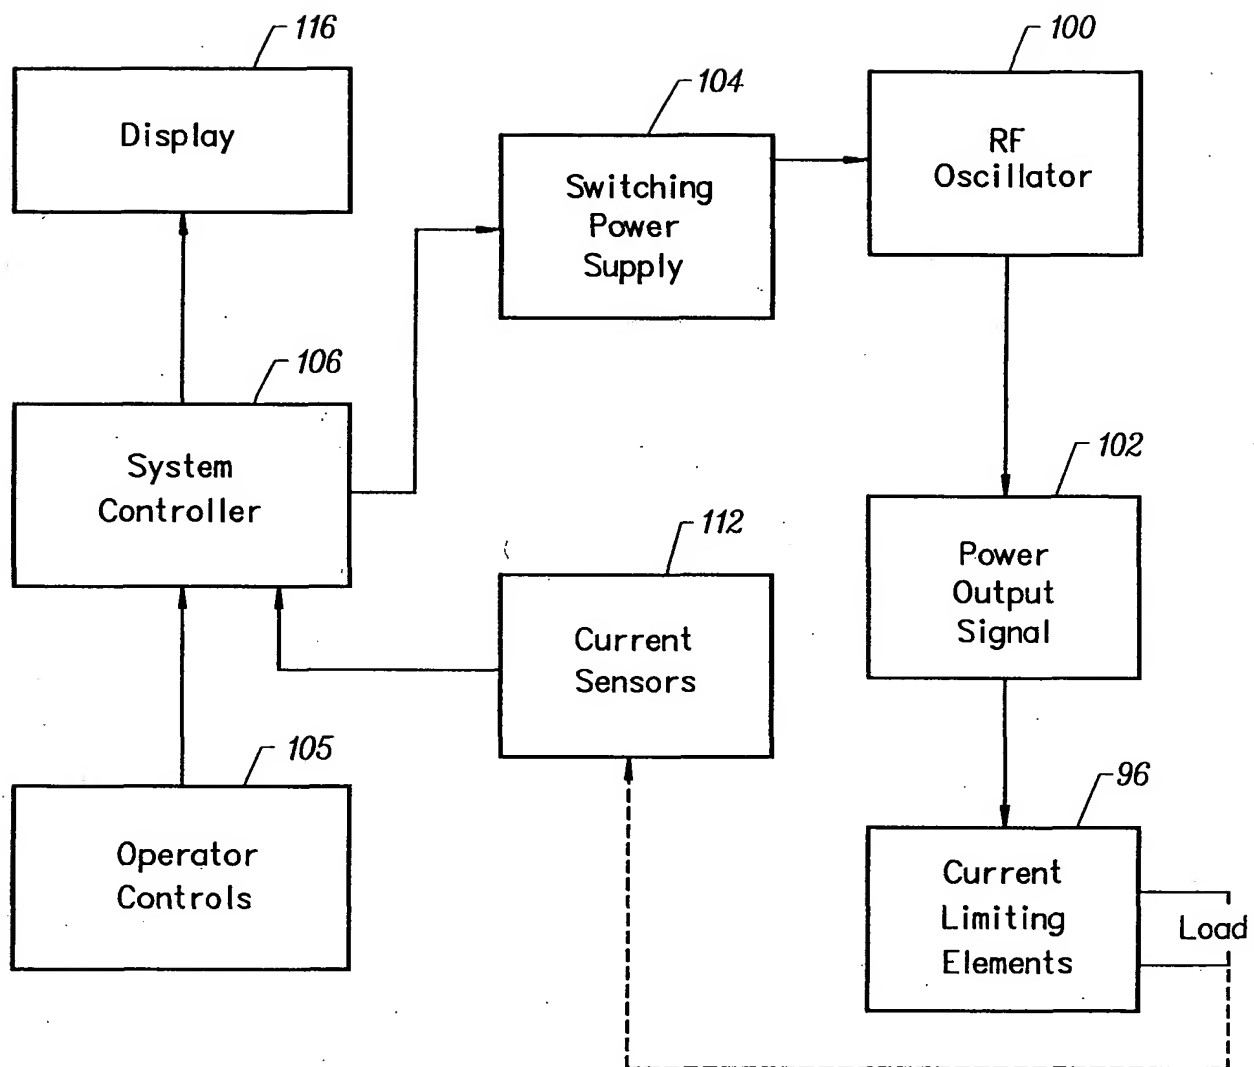 116
Display
104
Switching
Power
Supply
100
RF
Oscillator
106
System
Controller
112
Current
Sensors
102
Power
Output
Signal
105
Operator
Controls
96
Current
Limiting
Elements
Load